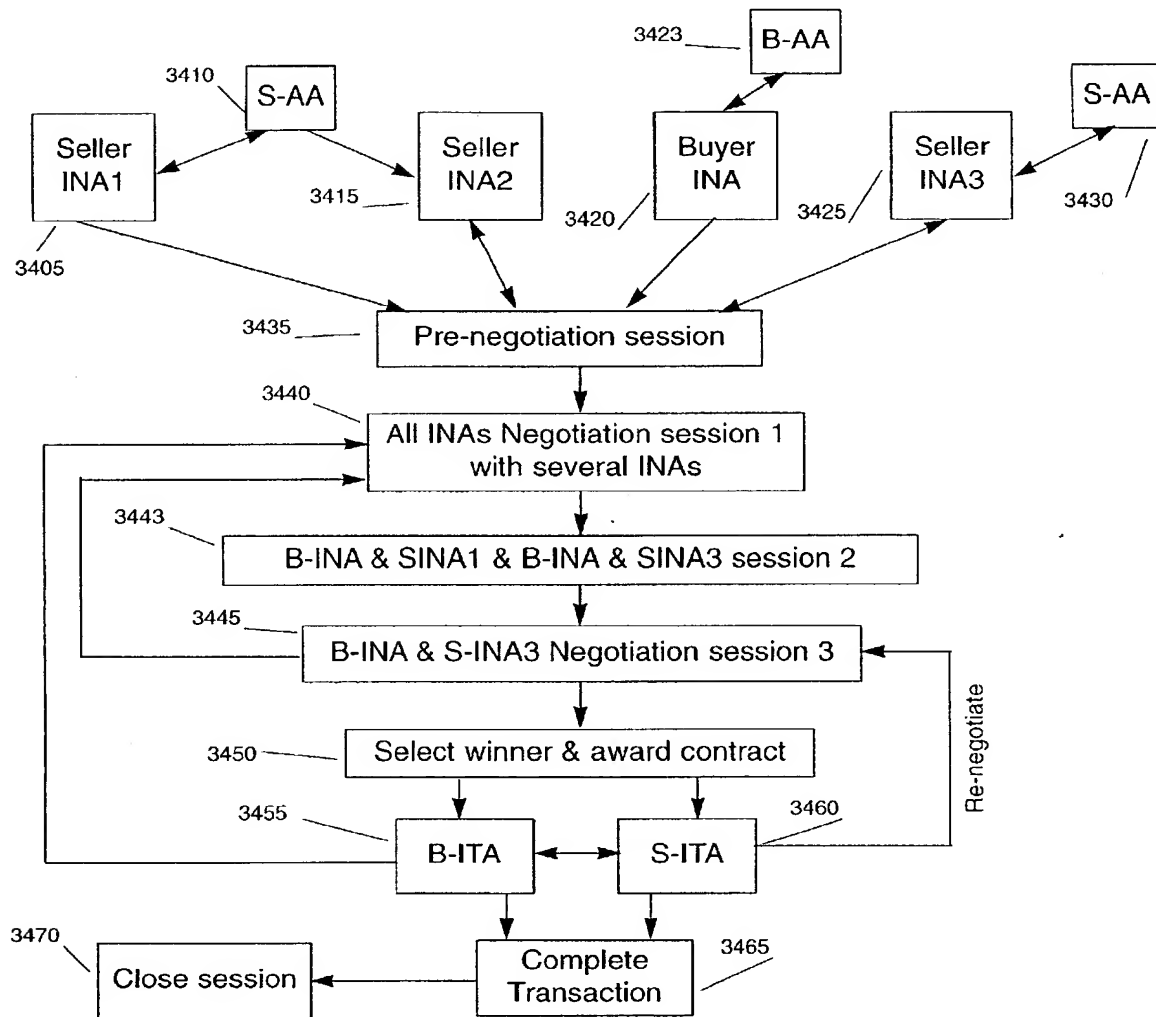 3423
B-AA
3410
S-AA
S-AA
Seller
INA1
Seller
INA2
Buyer
INA
Seller
INA3
3415
3420
3425
3430
3405
3435
Pre-negotiation session
3440
All INAs Negotiation session 1
with several INAs
3443
B-INA & SINA1 & B-INA & SINA3 session 2
3445
B-INA & S-INA3 Negotiation session 3
Re-negotiate
3450
Select winner & award contract
3455
3460
B-ITA
S-ITA
3470
Close session
Complete
Transaction
3465